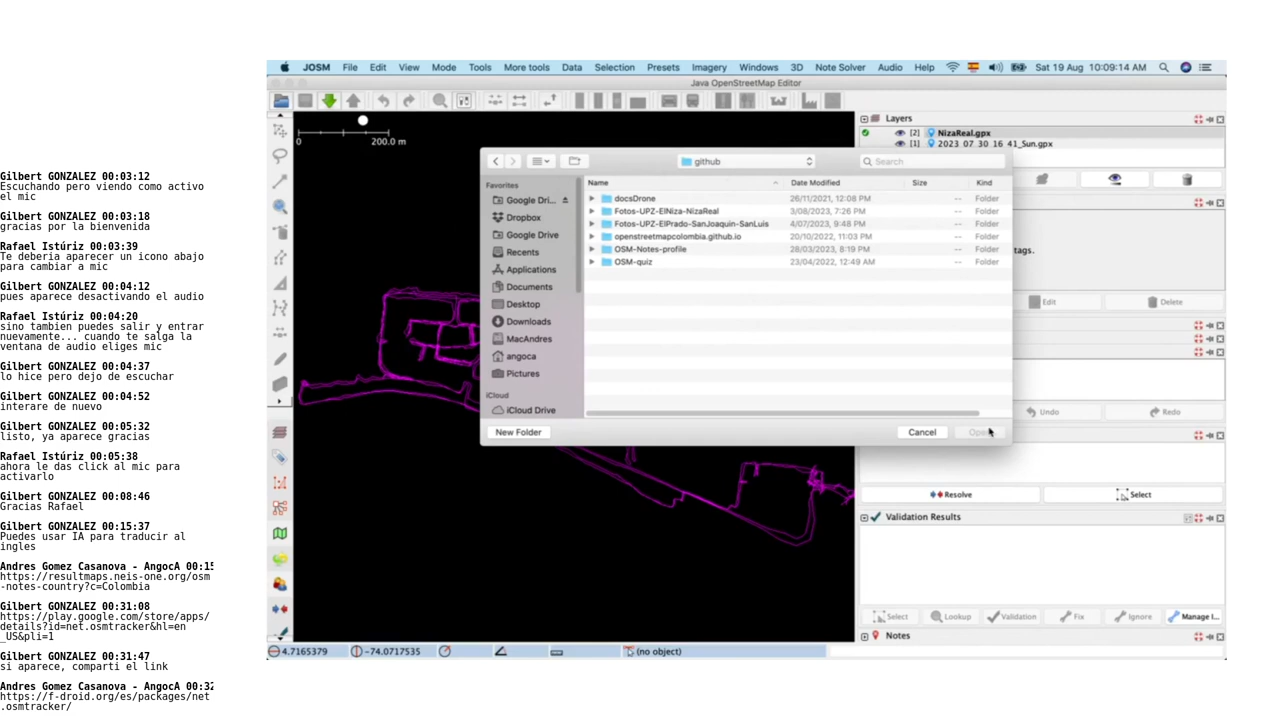 Gilbert GONZALEZ 00:03:12
Escuchando pero viendo como activo
el mic
Gilbert GONZALEZ 00:03:18
gracias por la bienvenida
Rafael Istúriz 00:03:39
Te deberia aparecer un icono abajo
para cambiar a mic
Gilbert GONZALEZ 00:04:12
pues aparece desactivando el audio
Rafael Istúriz 00:04:20
sino tambien puedes salir y entrar
nuevamente... cuando te salga la
ventana de audio eliges mic
Gilbert GONZALEZ 00:04:37
lo hice pero dejo de escuchar
Gilbert GONZALEZ 00:04:52
interare de nuevo
Gilbert GONZALEZ 00:05:32
listo, ya aparece gracias
Rafael Istúriz 00:05:38
ahora le das click al mic para
activarlo
Gilbert GONZALEZ 00:08:46
Gracias Rafael
Gilbert GONZALEZ 00:15:37
Puedes usar IA para traducir al
ingles
Andres Gomez Casanova - AngocA 00:15
https://resultmaps.neis-one.org/osm
-notes-country?c=Colombia
Gilbert GONZALEZ 00:31:08
https://play.google.com/store/apps/
details?id=net.osmtracker&hl=en
_US&pli=1
Gilbert GONZALEZ 00:31:47
si aparece, comparti el link
Andres Gomez Casanova - AngocA 00:32
https://f-droid.org/es/packages/net
.osmtracker/
JOSM File Edit View Mode Tools More tools Data Selection Presets Imagery Windows 3D Note Solver Audio Help Sat 19 Aug 10:09:14 AM
Java OpenStreetMap Editor
0 200.0 m
Layers
[2] NizaReal.gpx
[1] 2023_07_30_16_41_Sun.gpx
github
Search
Favorites
Google Dri...
Dropbox
Google Drive
Recents
Applications
Documents
Desktop
Downloads
MacAndres
angoca
Pictures
iCloud
iCloud Drive
Name Date Modified Size Kind
docsDrone 26/11/2021, 12:08 PM -- Folder
Fotos-UPZ-ElNiza-NizaReal 3/08/2023, 7:26 PM -- Folder
Fotos-UPZ-ElPrado-SanJoaquin-SanLuis 4/07/2023, 9:48 PM -- Folder
openstreetmapcolombia.github.io 20/10/2022, 11:03 PM -- Folder
OSM-Notes-profile 28/03/2023, 8:19 PM -- Folder
OSM-quiz 23/04/2022, 12:49 AM -- Folder
New Folder Cancel
tags.
Edit Delete
Undo Redo
Resolve Select
Validation Results
Select Lookup Validation Fix Ignore Manage I...
Notes
4.7165379 -74.0717535 (no object)